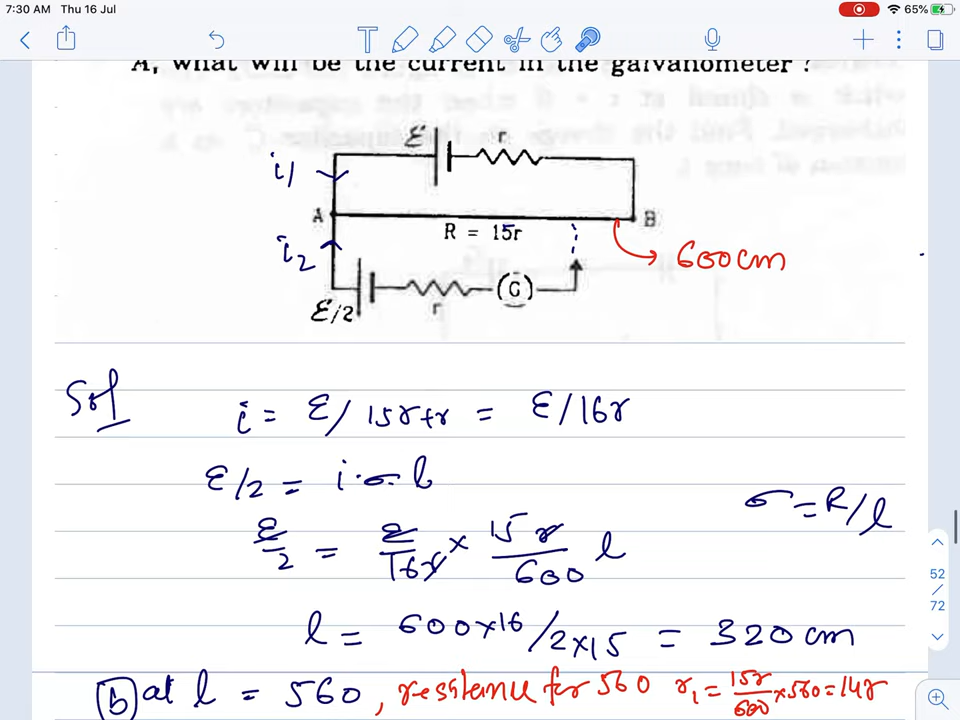 7:30 AM Thu 16 Jul
65%
T
A, what will be the current in the galvanometer ?
ℰ
r
i1
A
B
R = 15r
i2
600cm
G
ℰ/2
r
Sol
i = ℰ/15r+r = ℰ/16r
ℰ/2 = i·σ·l
σ = R/l
ℰ/2 = ℰ/16r × 15r/600 l
l = 600×16/2×15 = 320 cm
(b) at l = 560, resistance for 560 r1 = 15r/600 ×560=14r
52
/
72